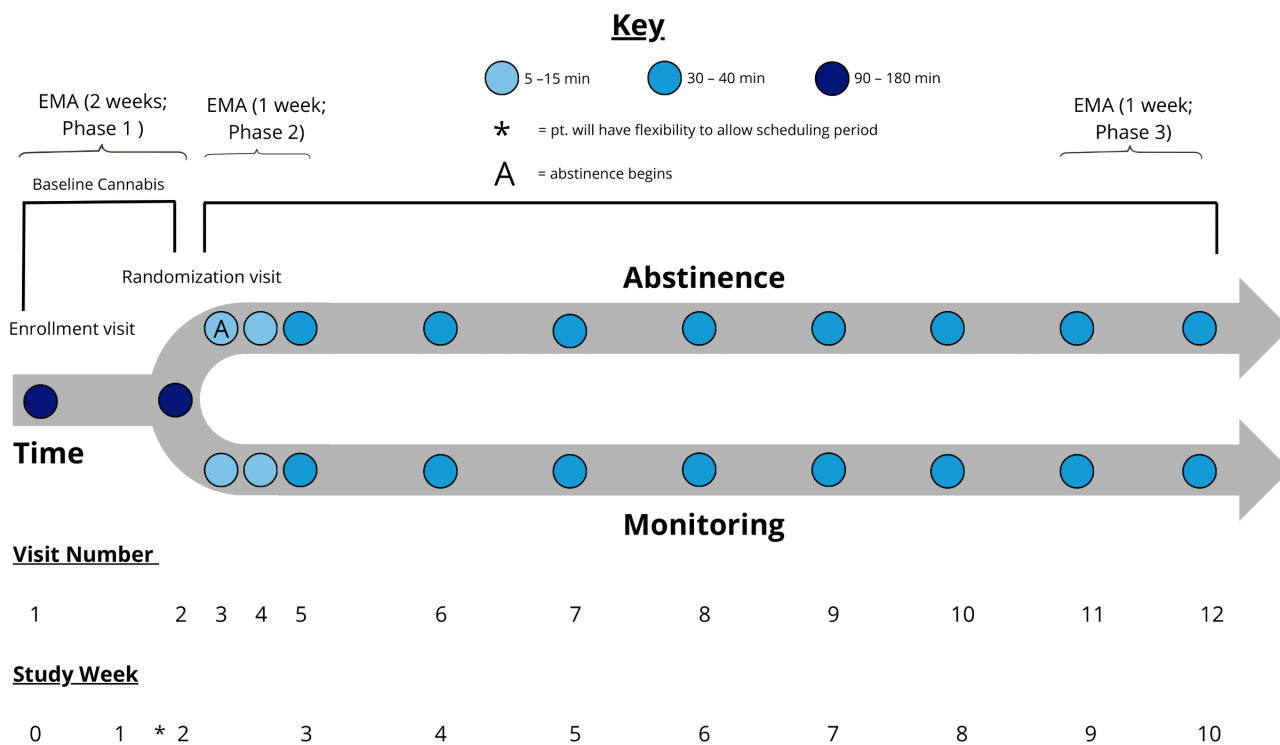 Key
5 –15 min
30 – 40 min
90 – 180 min
* = pt. will have flexibility to allow scheduling period
A = abstinence begins
EMA (2 weeks;
Phase 1 )
EMA (1 week;
Phase 2)
EMA (1 week;
Phase 3)
Baseline Cannabis
Randomization visit
Enrollment visit
Abstinence
A
Time
Monitoring
Visit Number
1 2 3 4 5 6 7 8 9 10 11 12
Study Week
0 1 * 2 3 4 5 6 7 8 9 10